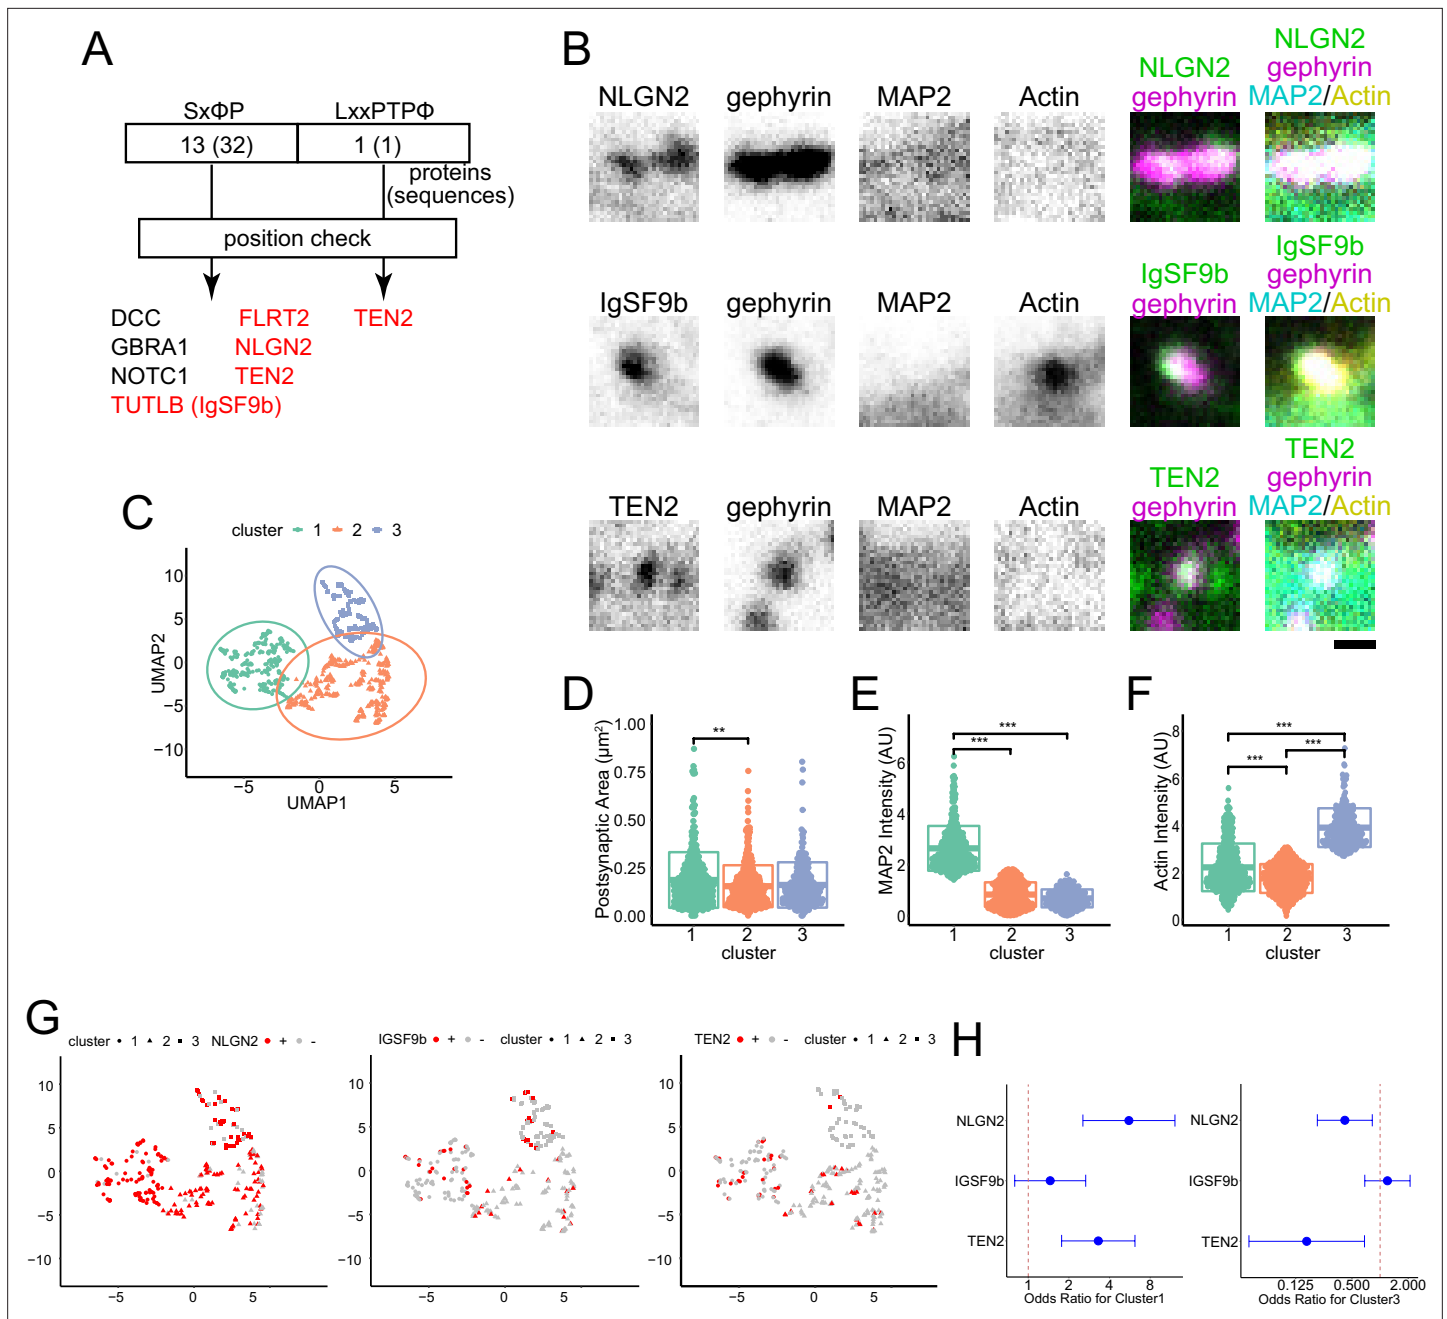 A
SxΦP LxxPTPΦ
13 (32) 1 (1)
proteins
(sequences)
position check
DCC FLRT2 TEN2
GBRA1 NLGN2
NOTC1 TEN2
TUTLB (IgSF9b)
B
NLGN2 gephyrin MAP2 Actin
NLGN2
gephyrin
NLGN2
gephyrin
MAP2/Actin
IgSF9b gephyrin MAP2 Actin
IgSF9b
gephyrin
IgSF9b
gephyrin
MAP2/Actin
TEN2 gephyrin MAP2 Actin
TEN2
gephyrin
TEN2
gephyrin
MAP2/Actin
C
cluster 1 2 3
UMAP2
10
5
0
−5
−10
−5 0 5
UMAP1
D
Postsynaptic Area (μm²)
1.00
0.75
0.50
0.25
0.00
**
1 2 3
cluster
E
MAP2 Intensity (AU)
6
4
2
0
***
***
1 2 3
cluster
F
Actin Intensity (AU)
8
6
4
2
0
***
***
***
1 2 3
cluster
G
cluster 1 2 3 NLGN2 + -
10
5
0
−5
−10
−5 0 5
IGSF9b + - cluster 1 2 3
10
5
0
−5
−10
−5 0 5
TEN2 + - cluster 1 2 3
10
5
0
−5
−10
−5 0 5
H
NLGN2
IGSF9b
TEN2
1 2 4 8
Odds Ratio for Cluster1
NLGN2
IGSF9b
TEN2
0.125 0.500 2.000
Odds Ratio for Cluster3